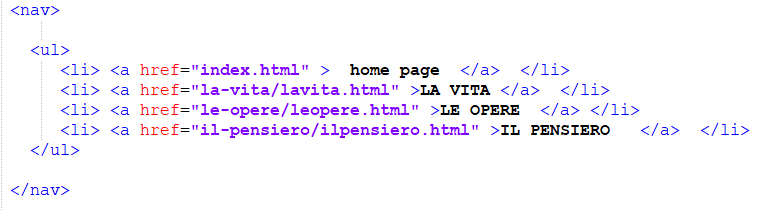 <nav>
<ul>
<li> <a href="index.html" >  home page  </a>  </li>
<li> <a href="la-vita/lavita.html" >LA VITA </a>  </li>
<li> <a href="le-opere/leopere.html" >LE OPERE  </a> </li>
<li> <a href="il-pensiero/ilpensiero.html" >IL PENSIERO   </a>  </li>
</ul>
</nav>